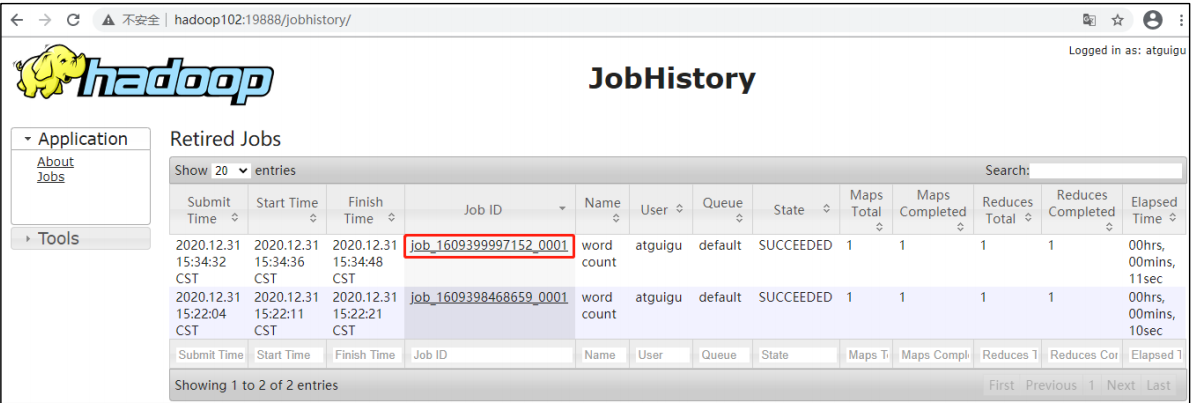 不安全 | hadoop102:19888/jobhistory/
Logged in as: atguigu
hadoop
JobHistory
Application
About
Jobs
Tools
Retired Jobs
Show 20 entries
Search:
Submit Time Start Time Finish Time Job ID Name User Queue State Maps Total Maps Completed Reduces Total Reduces Completed Elapsed Time
2020.12.31 2020.12.31 2020.12.31 job_1609399997152_0001 word atguigu default SUCCEEDED 1 1 1 1 00hrs,
15:34:32 15:34:36 15:34:48 count 00mins,
CST CST CST 11sec
2020.12.31 2020.12.31 2020.12.31 job_1609398468659_0001 word atguigu default SUCCEEDED 1 1 1 1 00hrs,
15:22:04 15:22:11 15:22:21 count 00mins,
CST CST CST 10sec
Submit Time Start Time Finish Time Job ID Name User Queue State Maps T Maps Compl Reduces T Reduces Cor Elapsed T
Showing 1 to 2 of 2 entries
First Previous 1 Next Last